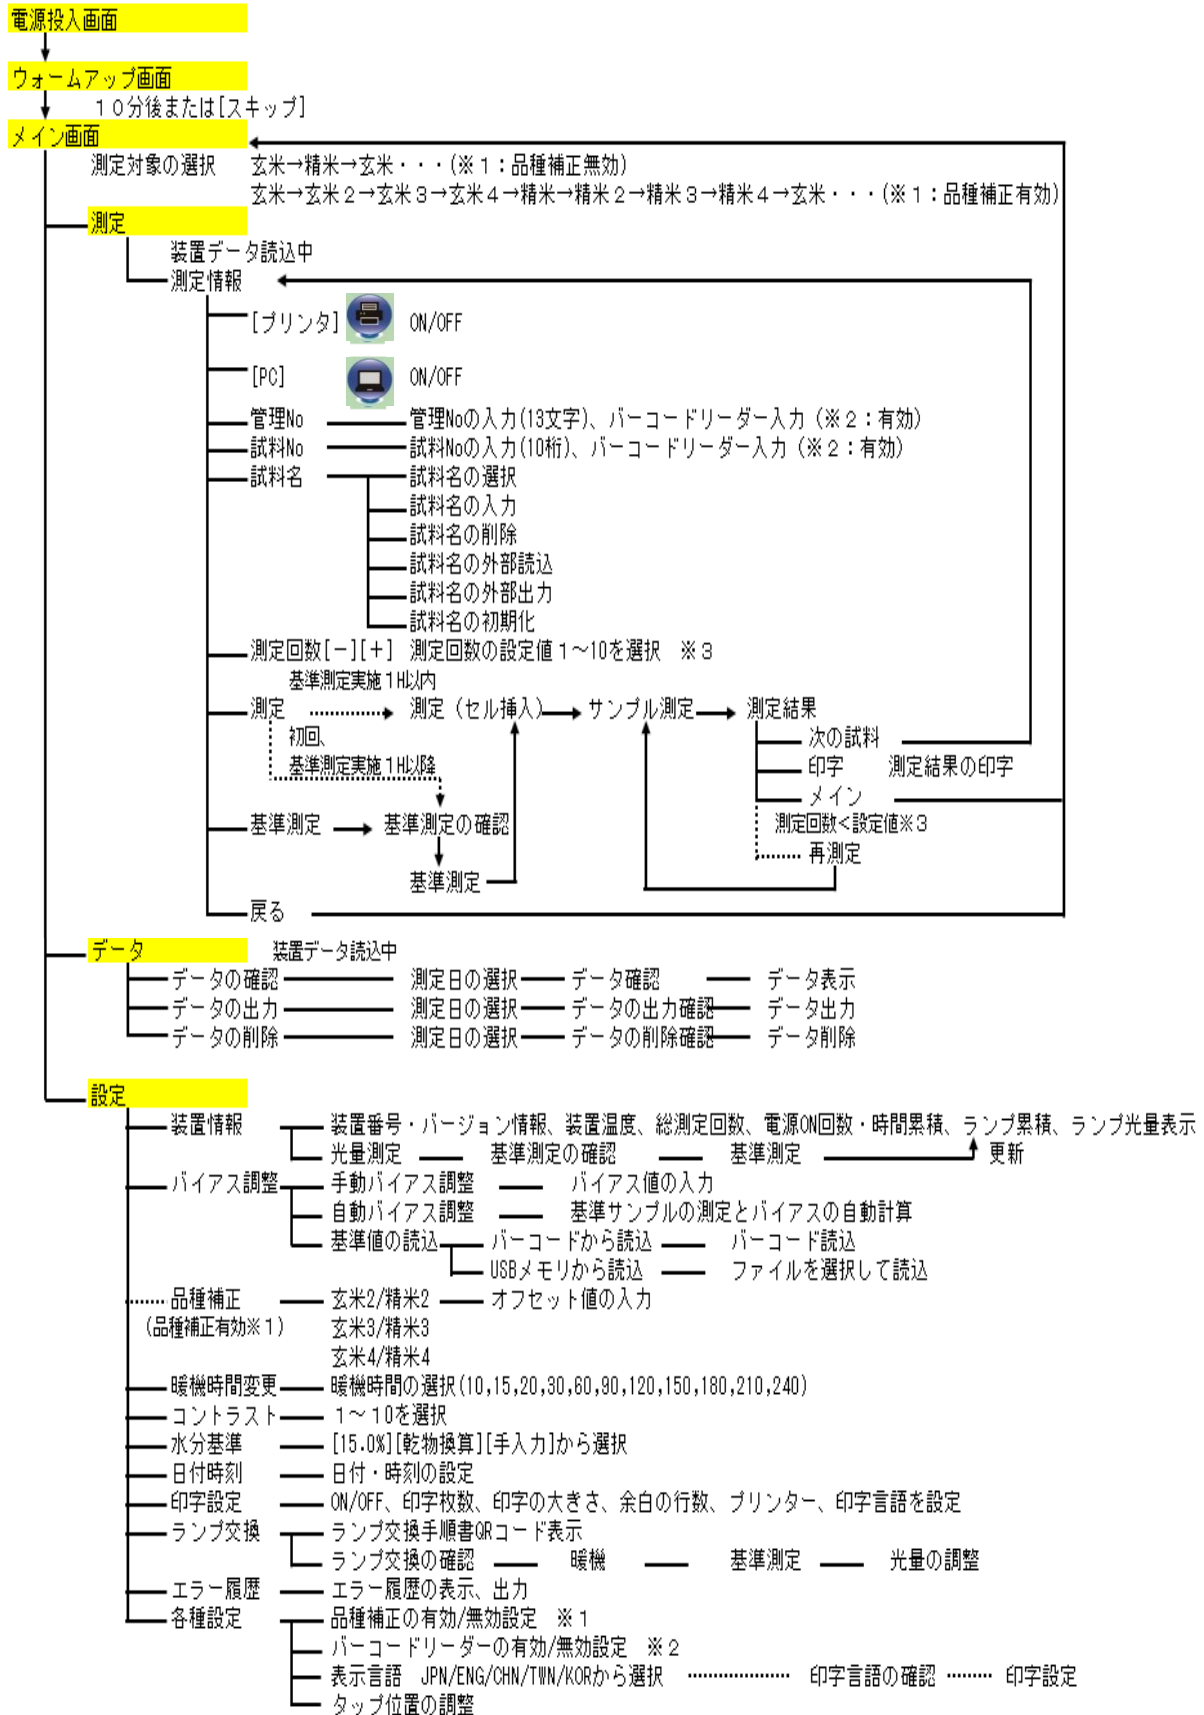 電源投入画面
ウォームアップ画面
１０分後または[スキップ]
メイン画面
測定対象の選択 玄米→精米→玄米・・・(※１：品種補正無効)
玄米→玄米２→玄米３→玄米４→精米→精米２→精米３→精米４→玄米・・・(※１：品種補正有効)
測定
装置データ読込中
測定情報
[プリンタ] ON/OFF
[PC] ON/OFF
管理No 管理Noの入力(13文字)、バーコードリーダー入力（※２：有効）
試料No 試料Noの入力(10桁)、バーコードリーダー入力（※２：有効）
試料名 試料名の選択
試料名の入力
試料名の削除
試料名の外部読込
試料名の外部出力
試料名の初期化
測定回数[－][＋] 測定回数の設定値１～10を選択 ※３
基準測定実施１H以内
測定 測定（セル挿入） サンプル測定 測定結果
初回、
基準測定実施１H以降
次の試料
印字 測定結果の印字
メイン
測定回数＜設定値※３
再測定
基準測定 基準測定の確認
基準測定
戻る
データ 装置データ読込中
データの確認 測定日の選択 データ確認 データ表示
データの出力 測定日の選択 データの出力確認 データ出力
データの削除 測定日の選択 データの削除確認 データ削除
設定
装置情報 装置番号・バージョン情報、装置温度、総測定回数、電源ON回数・時間累積、ランプ累積、ランプ光量表示
光量測定 基準測定の確認 基準測定 更新
バイアス調整 手動バイアス調整 バイアス値の入力
自動バイアス調整 基準サンプルの測定とバイアスの自動計算
基準値の読込 バーコードから読込 バーコード読込
USBメモリから読込 ファイルを選択して読込
品種補正 玄米2/精米2 オフセット値の入力
(品種補正有効※１) 玄米3/精米3
玄米4/精米4
暖機時間変更 暖機時間の選択(10,15,20,30,60,90,120,150,180,210,240)
コントラスト １～10を選択
水分基準 [15.0%][乾物換算][手入力]から選択
日付時刻 日付・時刻の設定
印字設定 ON/OFF、印字枚数、印字の大きさ、余白の行数、プリンター、印字言語を設定
ランプ交換 ランプ交換手順書QRコード表示
ランプ交換の確認 暖機 基準測定 光量の調整
エラー履歴 エラー履歴の表示、出力
各種設定 品種補正の有効/無効設定 ※１
バーコードリーダーの有効/無効設定 ※２
表示言語 JPN/ENG/CHN/TWN/KORから選択 印字言語の確認 印字設定
タップ位置の調整